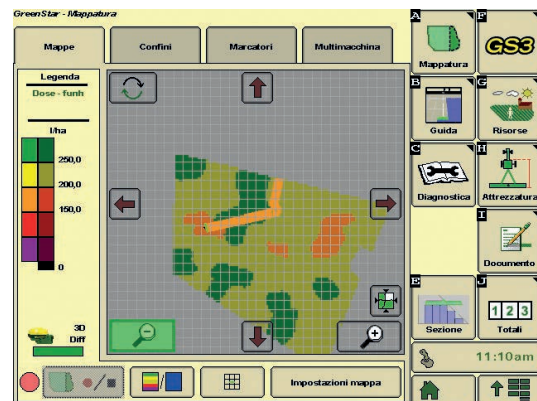 GreenStar - Mappatura
Mappe
Confini
Marcatori
Multimacchina
Legenda
Dose - funh
l/ha
250,0
200,0
150,0
0
3D
Diff
Impostazioni mappa
A
Mappatura
F
GS3
B
Guida
G
Risorse
C
Diagnostica
H
Attrezzatura
I
Documento
E
Sezione
J
1 2 3
Totali
11:10am